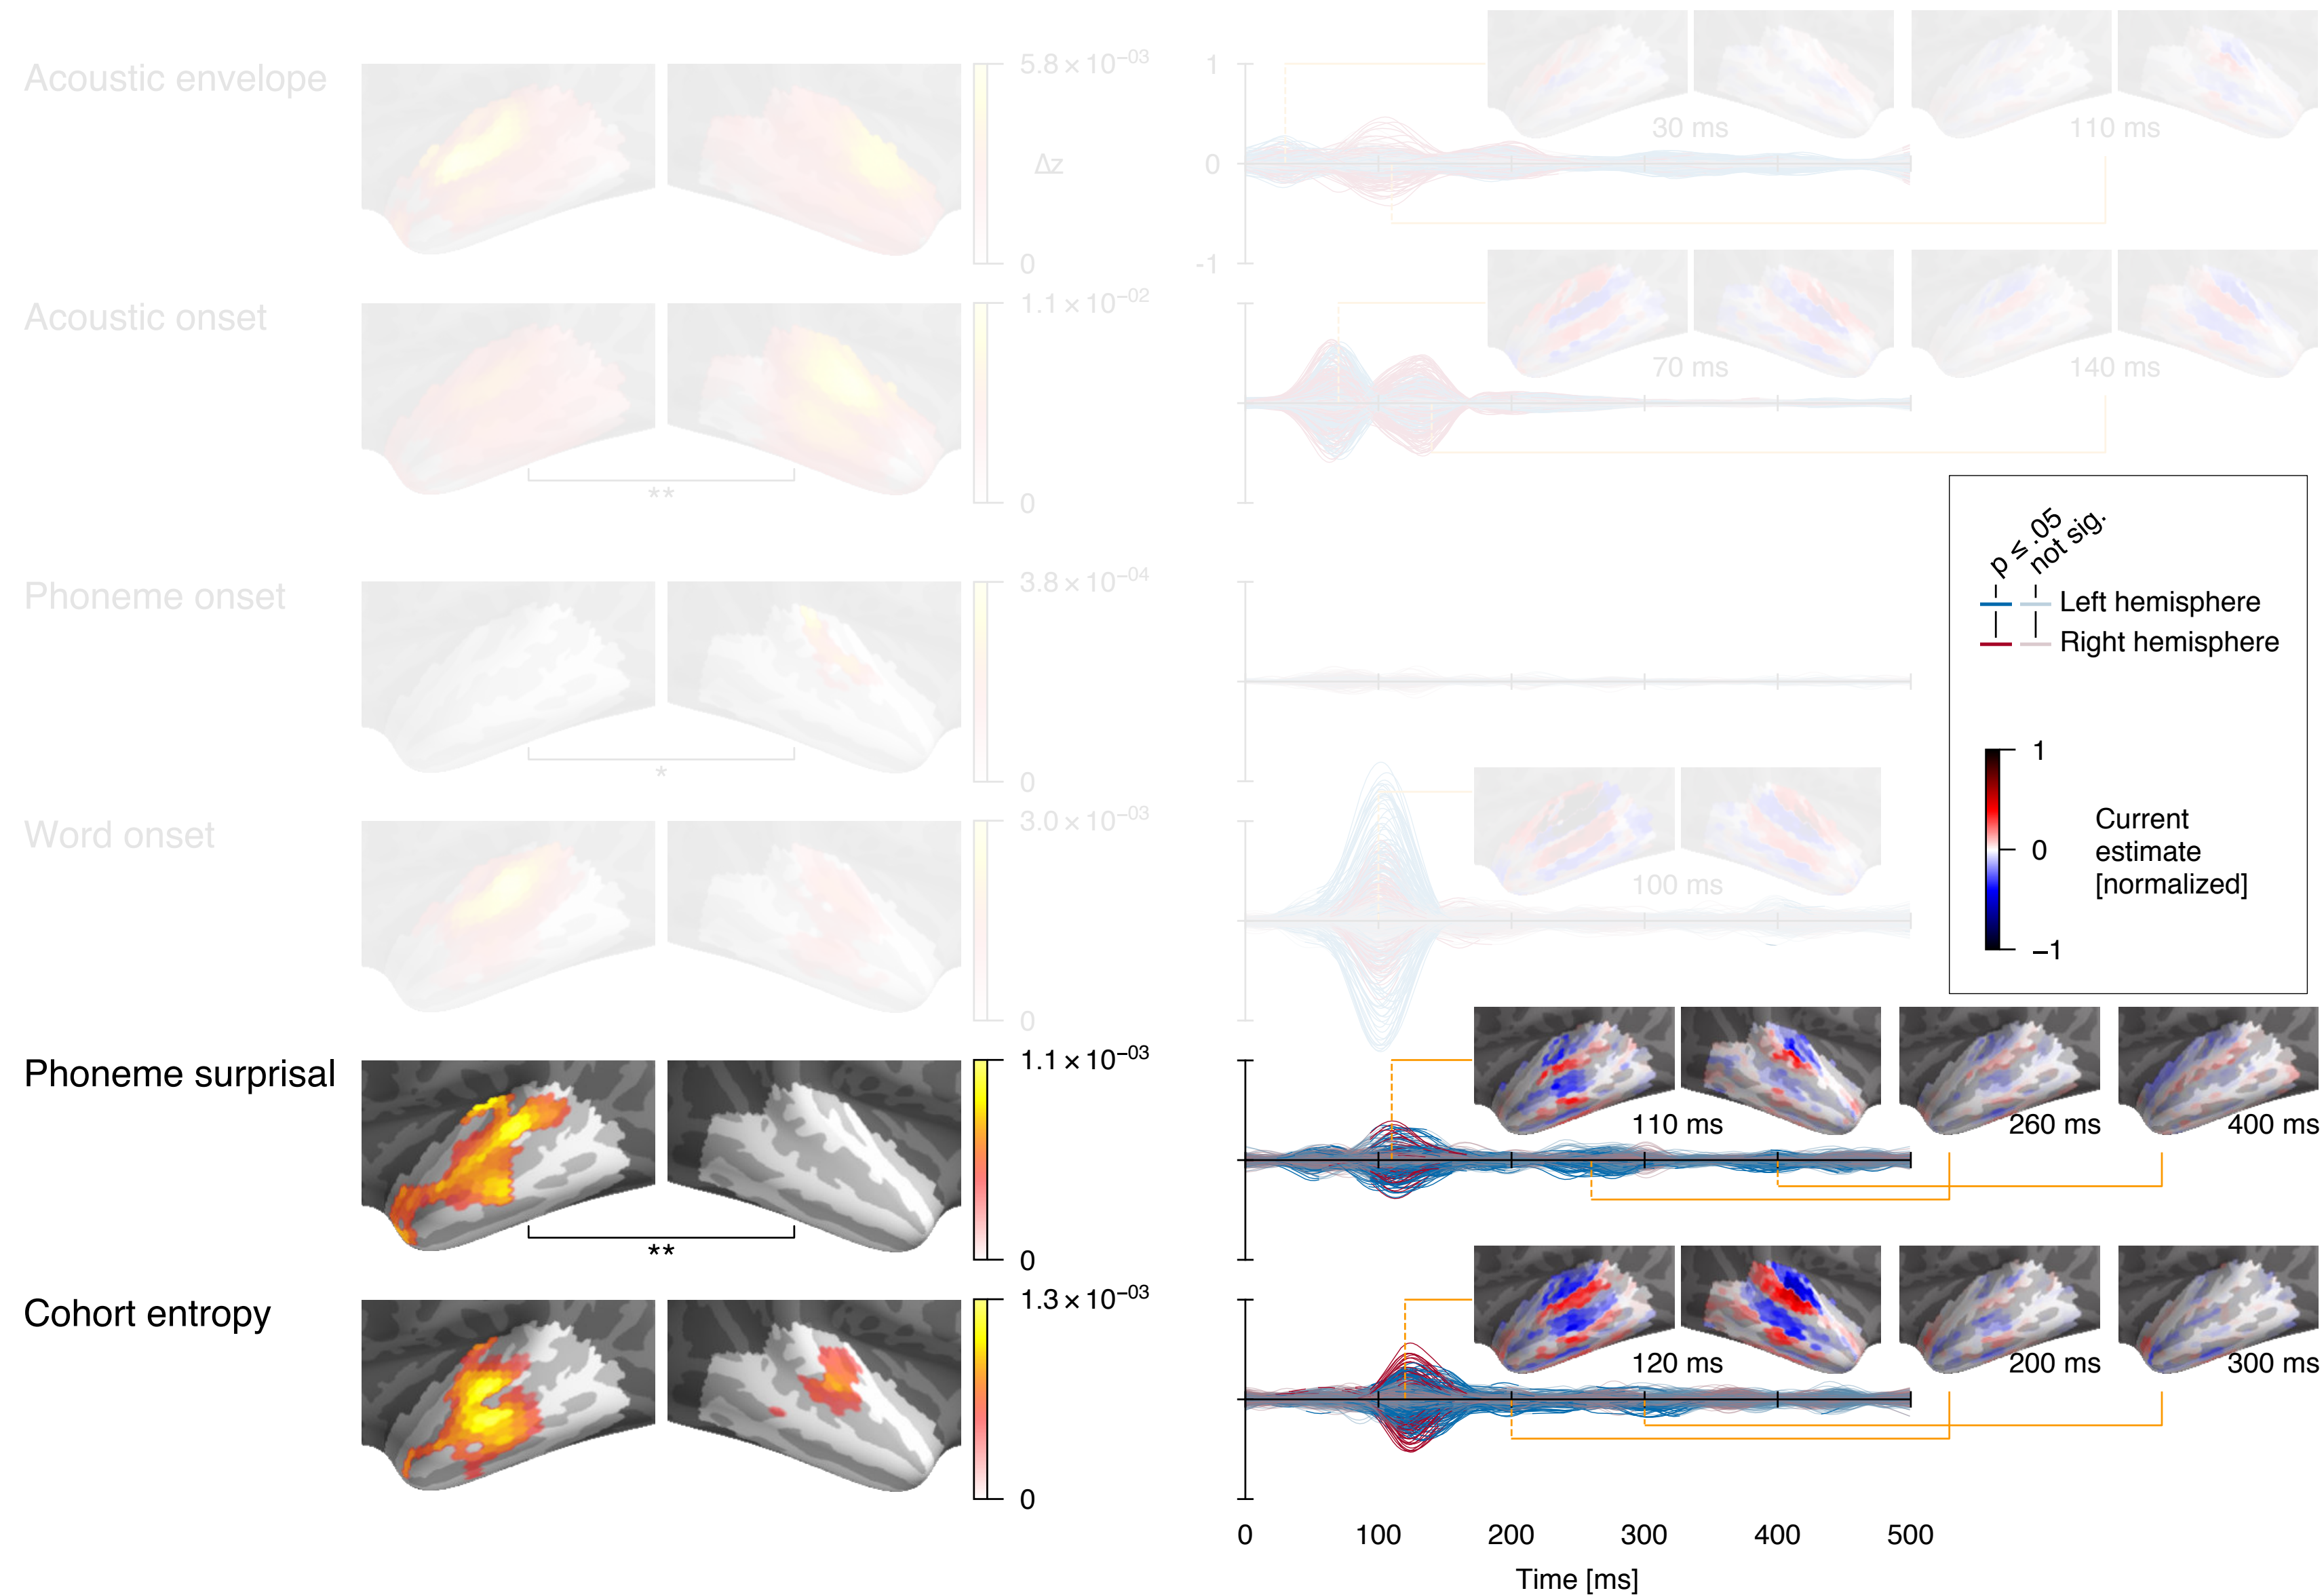 Acoustic envelope
5.8 × 10⁻⁰³
Δz
0
1
0
-1
30 ms
110 ms
Acoustic onset
**
1.1 × 10⁻⁰²
0
70 ms
140 ms
p ≤ .05
not sig.
Left hemisphere
Right hemisphere
1
0
−1
Current
estimate
[normalized]
Phoneme onset
*
3.8 × 10⁻⁰⁴
0
Word onset
3.0 × 10⁻⁰³
0
100 ms
Phoneme surprisal
**
1.1 × 10⁻⁰³
0
110 ms
260 ms
400 ms
Cohort entropy
1.3 × 10⁻⁰³
0
120 ms
200 ms
300 ms
0 100 200 300 400 500
Time [ms]